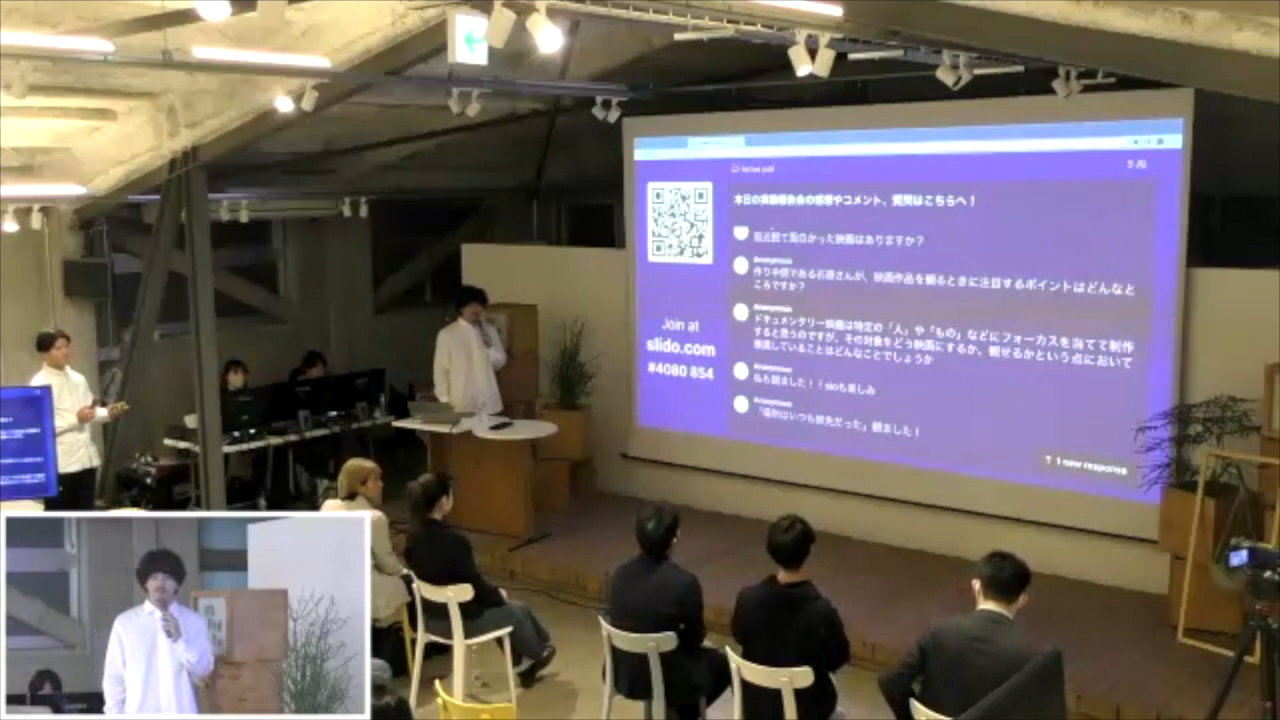 本日の実験報告会の感想やコメント、質問はこちらへ！
最近観て面白かった映画はありますか？
Anonymous
作り手側である石原さんが、映画作品を観るときに注目するポイントはどんなと
ころですか？
Anonymous
ドキュメンタリー映画は特定の「人」や「もの」などにフォーカスを当てて制作
すると思うのですが、その対象をどう映画にするか、観せるかという点において
意識していることはどんなことでしょうか
Anonymous
私も観ました！！sioも楽しみ
Anonymous
「場所はいつも旅先だった」観ました！
Join at
slido.com
#4080 854
1 new response